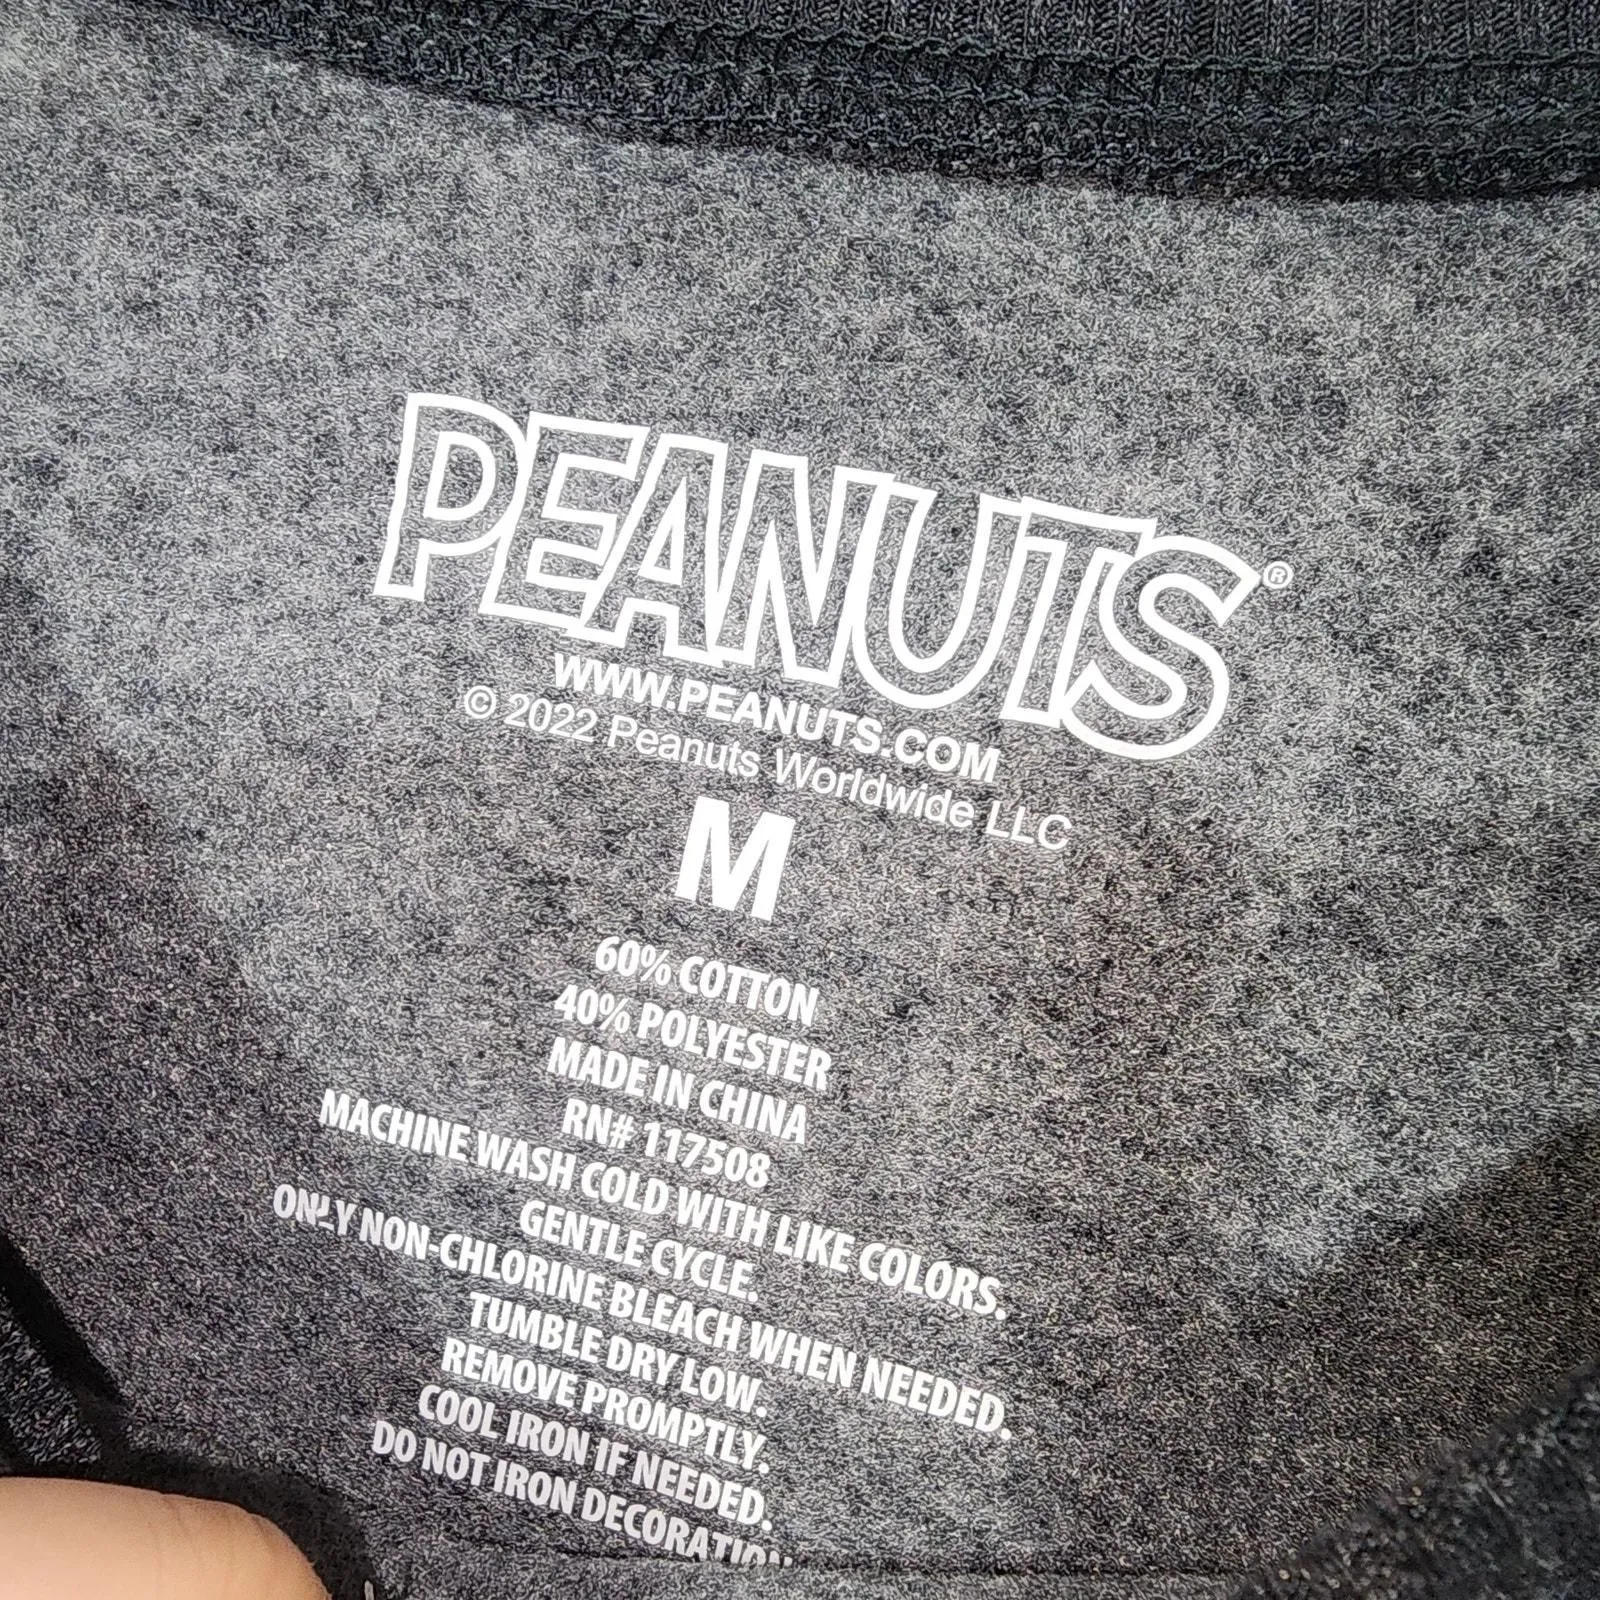 PEANUTS®
WWW.PEANUTS.COM
© 2022 Peanuts Worldwide LLC
M
60% COTTON
40% POLYESTER
MADE IN CHINA
RN# 117508
MACHINE WASH COLD WITH LIKE COLORS.
GENTLE CYCLE.
ONLY NON-CHLORINE BLEACH WHEN NEEDED.
TUMBLE DRY LOW.
REMOVE PROMPTLY.
COOL IRON IF NEEDED.
DO NOT IRON DECORATION